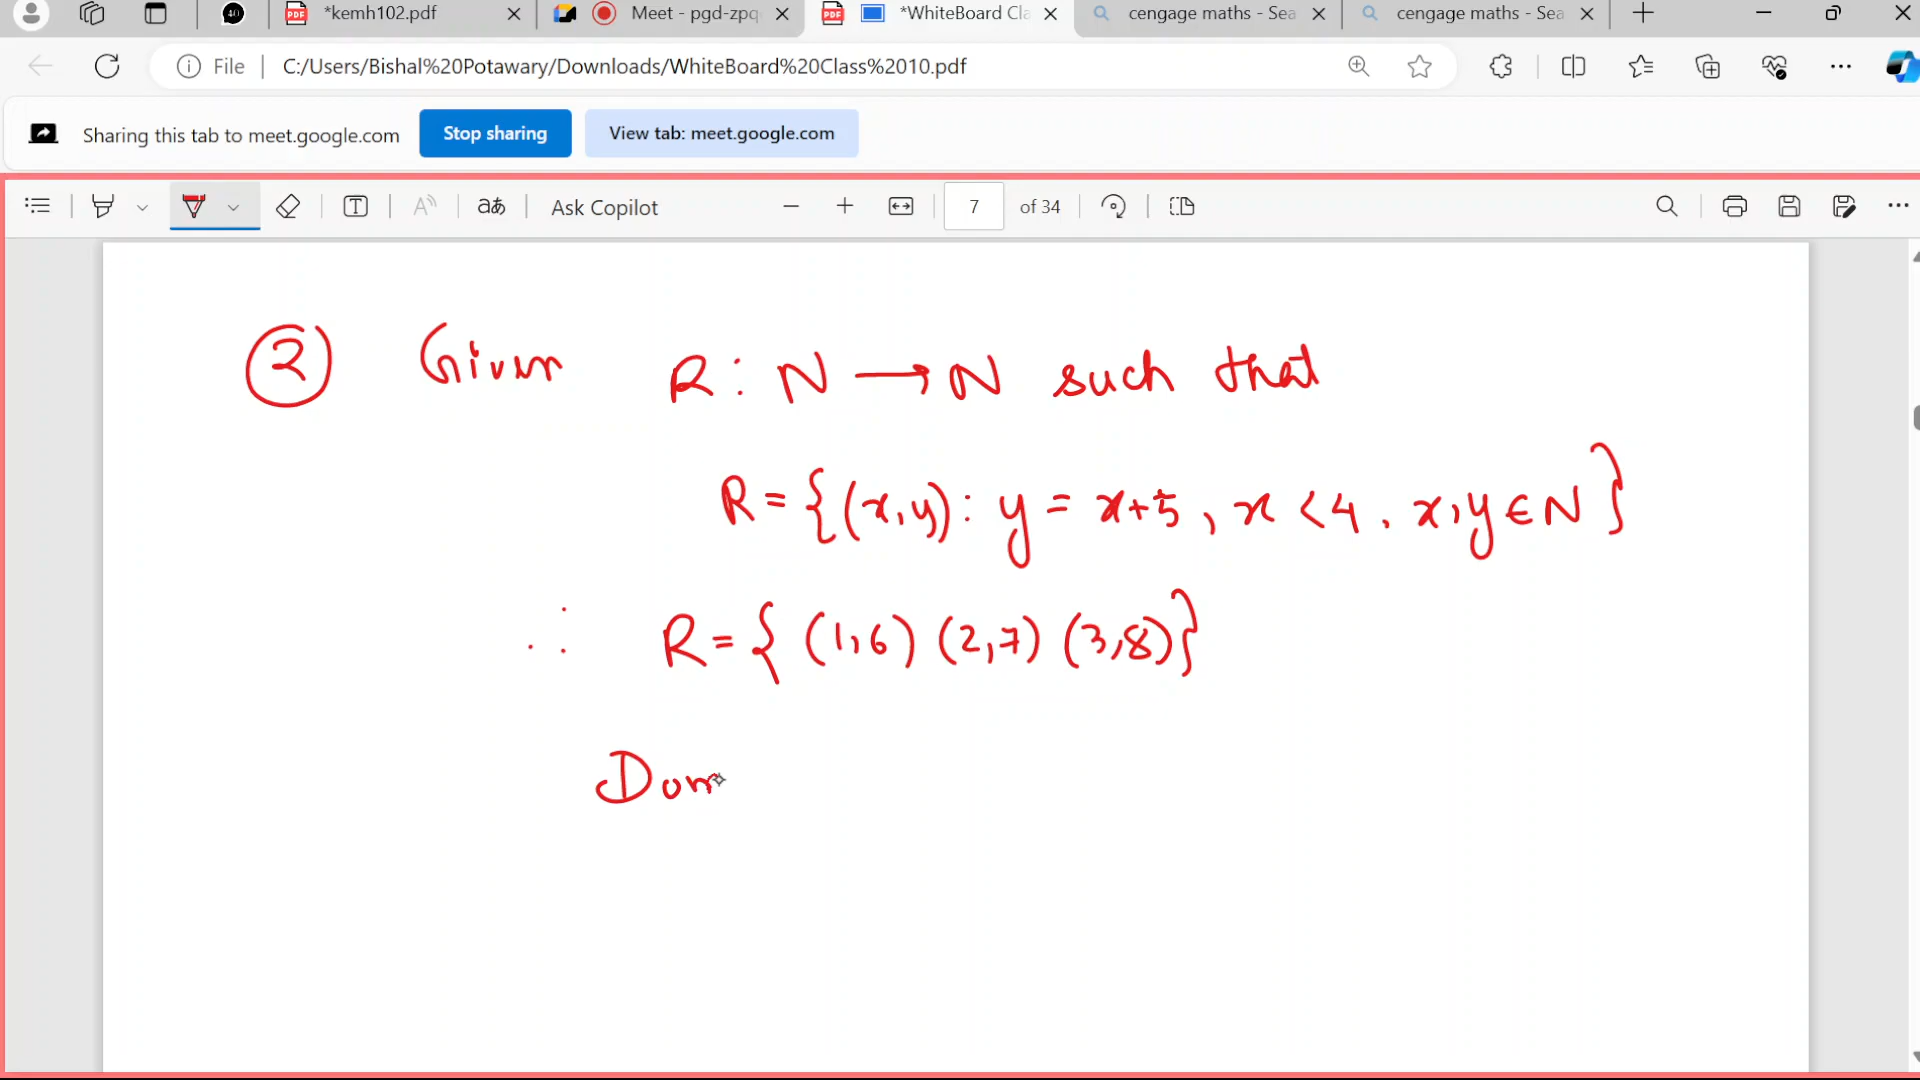 *kemh102.pdf
Meet - pgd-zpq
*WhiteBoard Cla
cengage maths - Sea
cengage maths - Sea
File
C:/Users/Bishal%20Potawary/Downloads/WhiteBoard%20Class%2010.pdf
Sharing this tab to meet.google.com
Stop sharing
View tab: meet.google.com
Ask Copilot
7 of 34
② Given R : N → N such that
R = {(x,y) : y = x+5, x < 4, x,y ∈ N}
∴ R = { (1,6) (2,7) (3,8)}
Dom